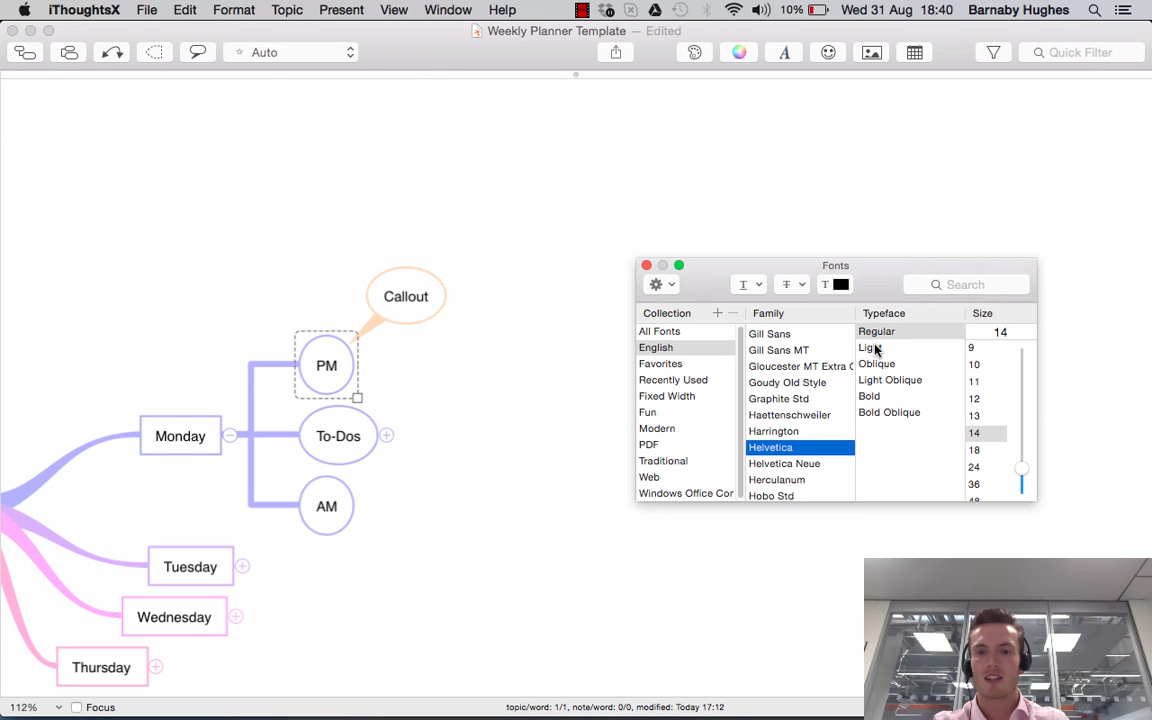 iThoughtsX File Edit Format Topic Present View Window Help 10% Wed 31 Aug 18:40 Barnaby Hughes
Weekly Planner Template — Edited
Auto
A
Quick Filter
Callout
PM
Monday
To-Dos
AM
Tuesday
Wednesday
Thursday
Fonts
T T T Search
Collection + − Family Typeface Size
All Fonts
English
Favorites
Recently Used
Fixed Width
Fun
Modern
PDF
Traditional
Web
Windows Office Cor
Gill Sans
Gill Sans MT
Gloucester MT Extra C
Goudy Old Style
Graphite Std
Haettenschweiler
Harrington
Helvetica
Helvetica Neue
Herculanum
Hobo Std
Regular
Light
Oblique
Light Oblique
Bold
Bold Oblique
14
9
10
11
12
13
14
18
24
36
48
112% Focus topic/word: 1/1, note/word: 0/0, modified: Today 17:12